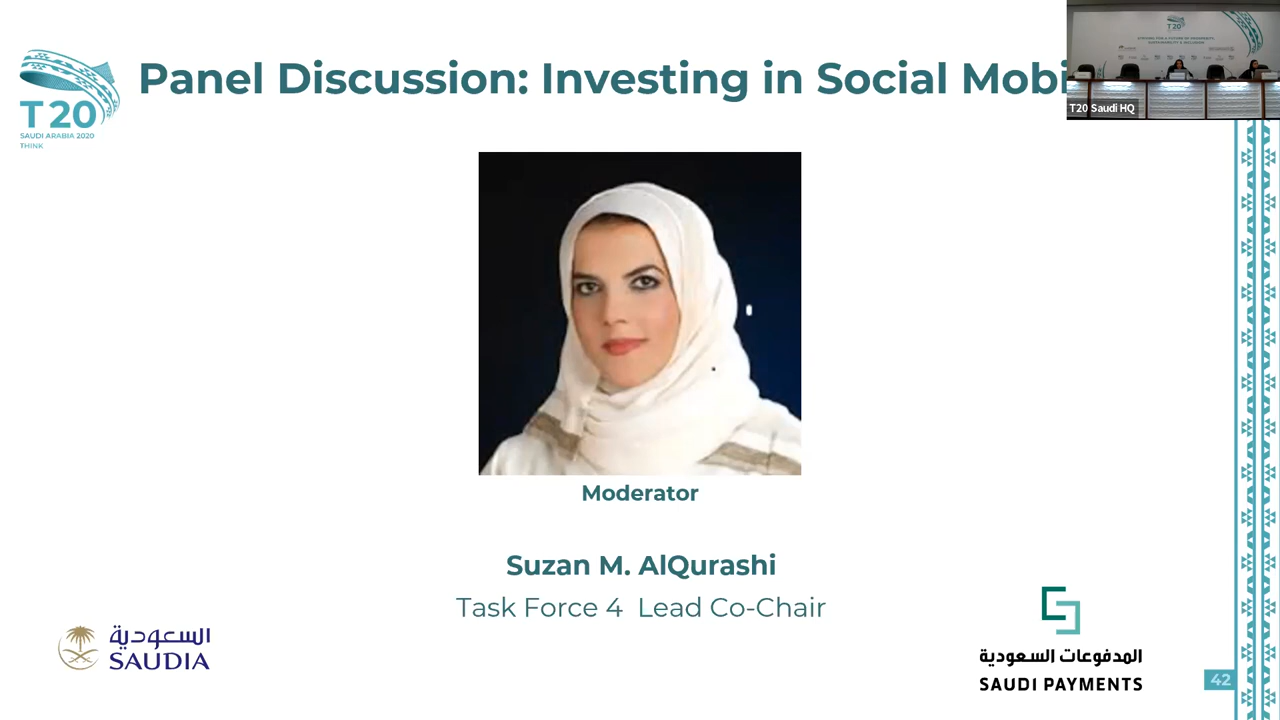 Panel Discussion: Investing in Social Mobi
T20
SAUDI ARABIA 2020
THINK
T20
T20 Saudi HQ
Moderator
Suzan M. AlQurashi
Task Force 4 Lead Co-Chair
السعودية
SAUDIA
المدفوعات السعودية
SAUDI PAYMENTS
42